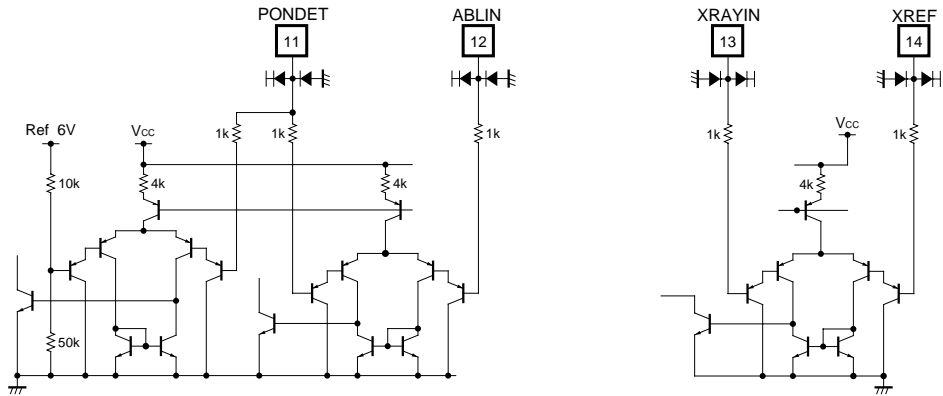 PONDET ABLIN XRAYIN XREF
11 12 13 14
Ref 6V VCC 1k 1k 1k 1k VCC 1k
10k 4k 4k 4k
50k